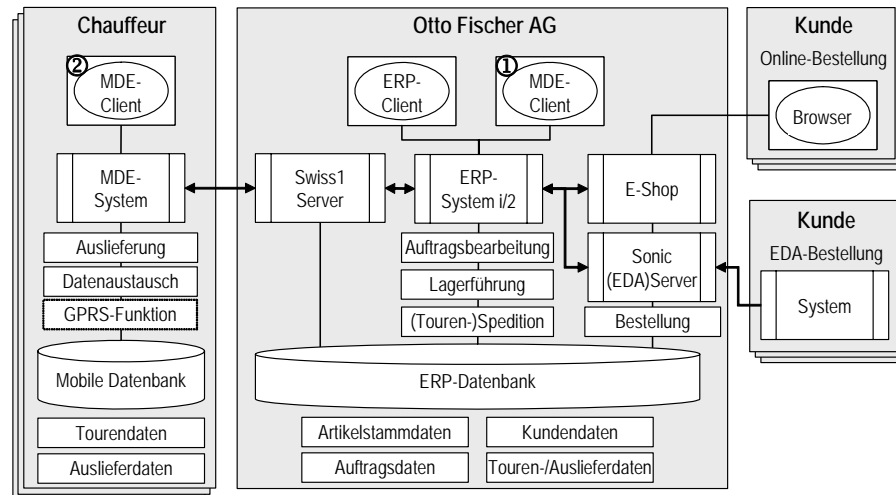 Chauffeur
②
MDE-
Client
MDE-
System
Auslieferung
Datenaustausch
GPRS-Funktion
Mobile Datenbank
Tourendaten
Auslieferdaten
Otto Fischer AG
ERP-
Client
①
MDE-
Client
Swiss1
Server
ERP-
System i/2
E-Shop
Auftragsbearbeitung
Lagerführung
(Touren-)Spedition
Sonic
(EDA)Server
Bestellung
ERP-Datenbank
Artikelstammdaten
Kundendaten
Auftragsdaten
Touren-/Auslieferdaten
Kunde
Online-Bestellung
Browser
Kunde
EDA-Bestellung
System